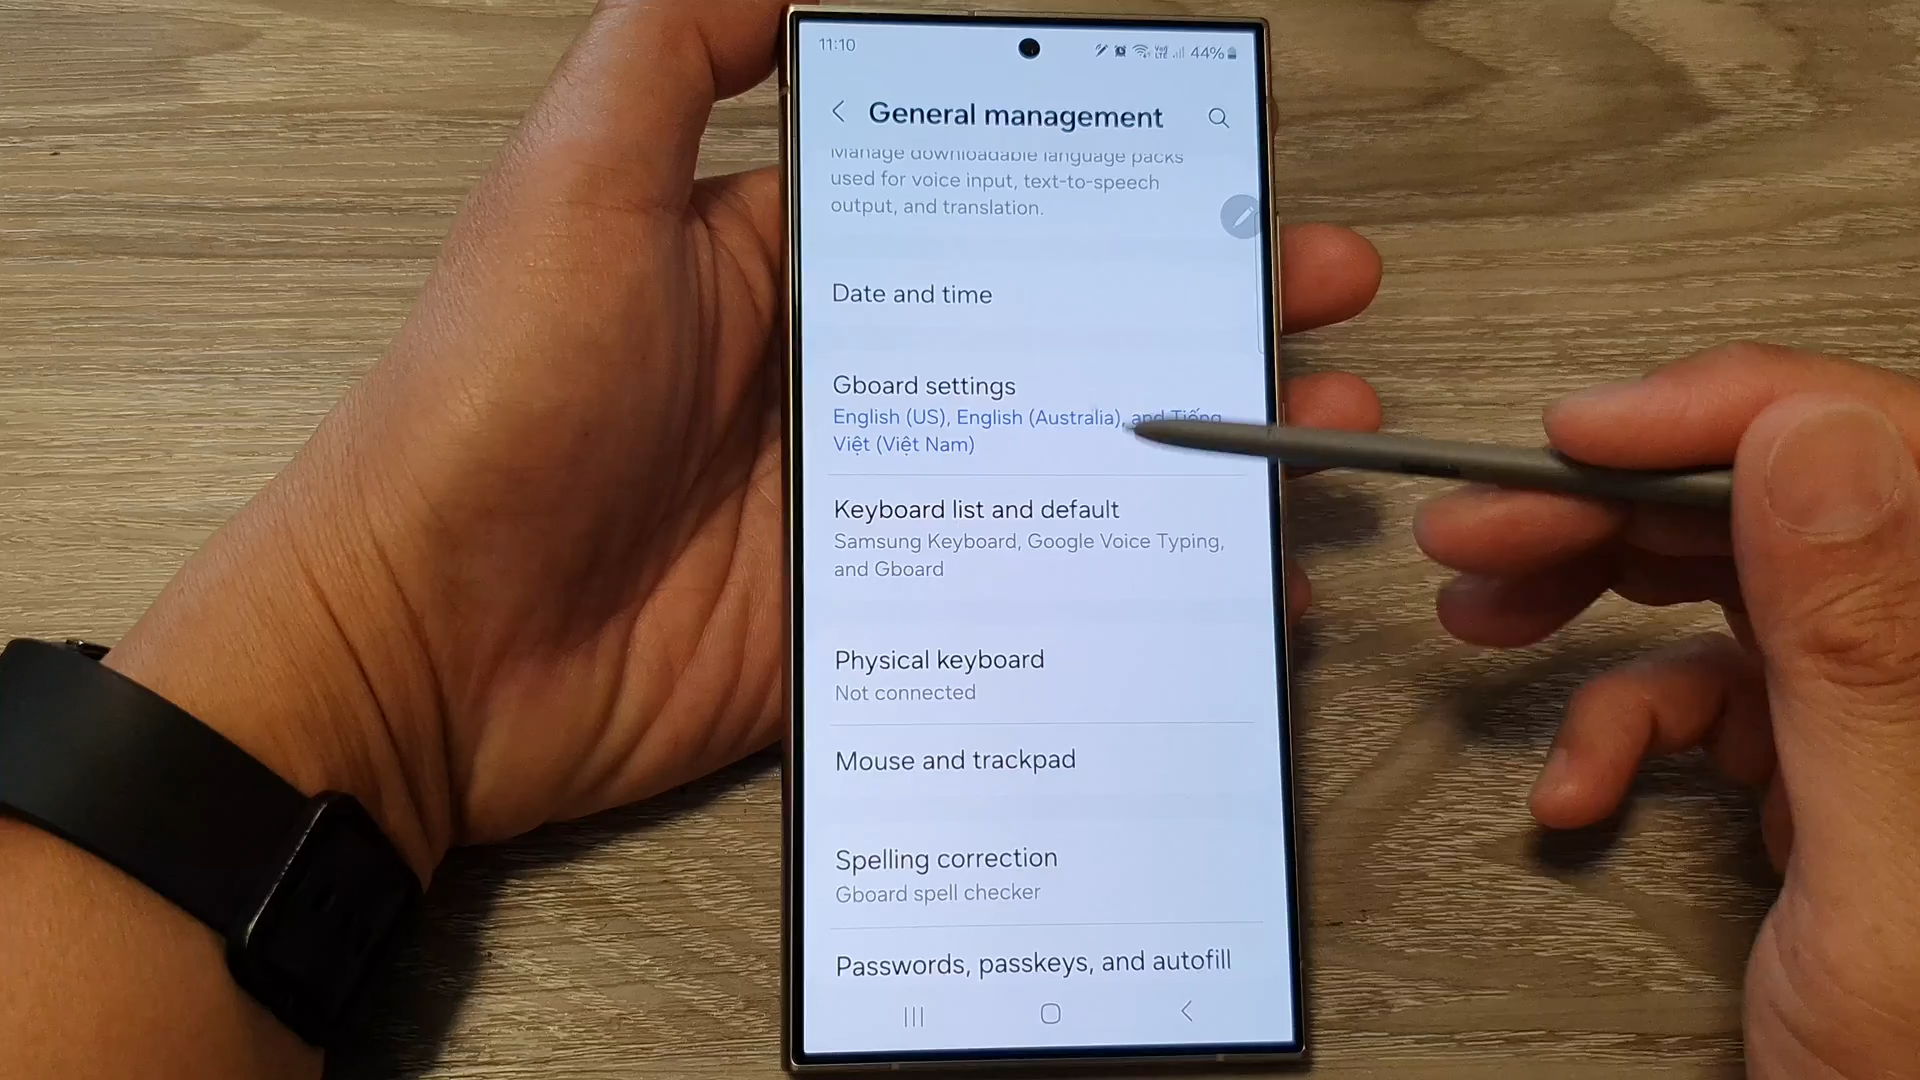 11:10
44%
General management
Manage downloadable language packs
used for voice input, text-to-speech
output, and translation.
Date and time
Gboard settings
English (US), English (Australia), and Tiếng
Việt (Việt Nam)
Keyboard list and default
Samsung Keyboard, Google Voice Typing,
and Gboard
Physical keyboard
Not connected
Mouse and trackpad
Spelling correction
Gboard spell checker
Passwords, passkeys, and autofill